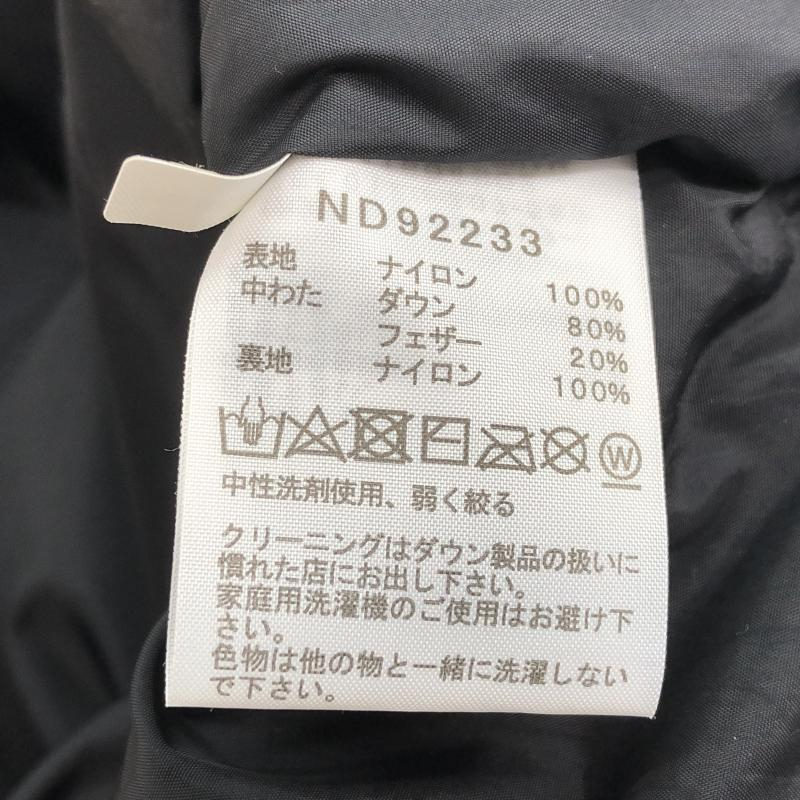 ND92233
表地 ナイロン 100%
中わた ダウン 80%
フェザー 20%
裏地 ナイロン 100%
W
中性洗剤使用、弱く絞る
クリーニングはダウン製品の扱いに
慣れた店にお出し下さい。
家庭用洗濯機のご使用はお避け下
さい。
色物は他の物と一緒に洗濯しない
で下さい。